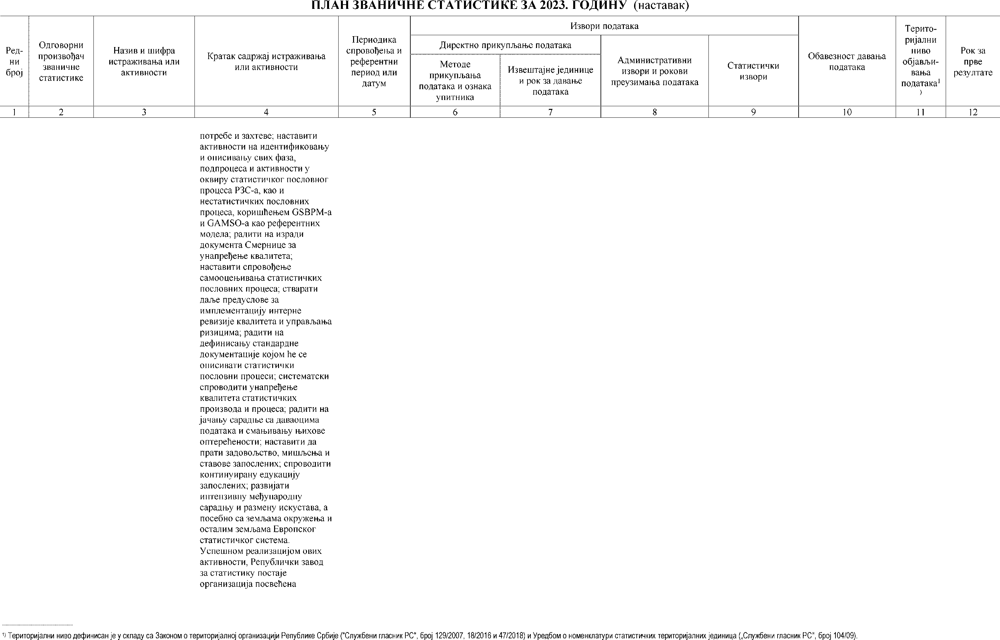 ПЛАН ЗВАНИЧНЕ СТАТИСТИКЕ ЗА 2023. ГОДИНУ (наставак)
Ред-
ни
број
Одговорни
произвођач
званичне
статистике
Назив и шифра
истраживања или
активности
Кратак садржај истраживања
или активности
Периодика
спровођења и
референтни
период или
датум
Извори података
Директно прикупљање података
Методе
прикупљања
података и ознака
упитника
Извештајне јединице
и рок за давање
података
Административни
извори и рокови
преузимања података
Статистички
извори
Обавезност давања
података
Терито-
ријални
ниво
објављи-
вања
података¹
⁾
Рок за
прве
резултате
1 2 3 4 5 6 7 8 9 10 11 12
потребе и захтеве; наставити
активности на идентификовању
и описивању свих фаза,
подпроцеса и активности у
оквиру статистичког пословног
процеса РЗС-а, као и
нестатистичких пословних
процеса, коришћењем GSBPM-а
и GAMSO-а као референтних
модела; радити на изради
документа Смернице за
унапређење квалитета;
наставити спровођење
самооцењивања статистичких
пословних процеса; стварати
даље предуслове за
имплементацију интерне
ревизије квалитета и управљања
ризицима; радити на
дефинисању стандардне
документације којом ће се
описивати статистички
пословни процеси; систематски
спроводити унапређење
квалитета статистичких
производа и процеса; радити на
јачању сарадње са даваоцима
података и смањивању њихове
оптерећености; наставити да
прати задовољство, мишљења и
ставове запослених; спроводити
континуирану едукацију
запослених; развијати
интензивну међународну
сарадњу и размену искустава, а
посебно са земљама окружења и
осталим земљама Европског
статистичког система.
Успешном реализацијом ових
активности, Републички завод
за статистику постаје
организација посвећена
¹⁾ Територијални ниво дефинисан је у складу са Законом о територијалној организацији Републике Србије ("Службени гласник РС", број 129/2007, 18/2016 и 47/2018) и Уредбом о номенклатури статистичких територијалних јединица („Службени гласник РС", број 104/09).